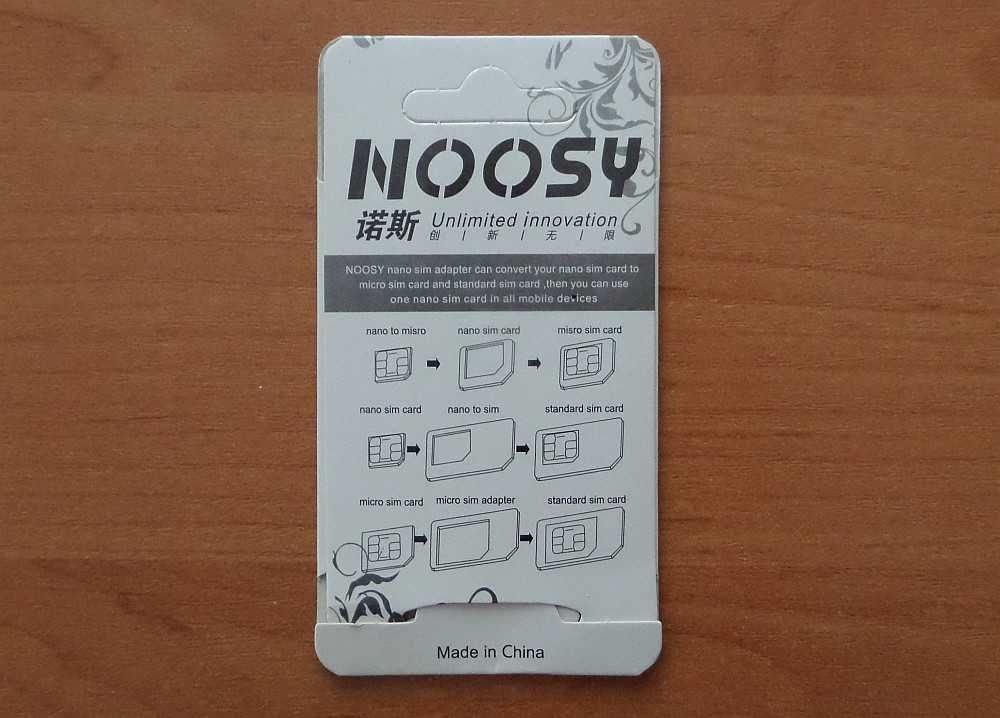 NOOSY
诺斯 Unlimited innovation
创 | 新 | 无 | 限
NOOSY nano sim adapter can convert your nano sim card to
micro sim card and standard sim card ,then you can use
one nano sim card in all mobile devices
nano to misro nano sim card misro sim card
nano sim card nano to sim standard sim card
micro sim card micro sim adapter standard sim card
Made in China